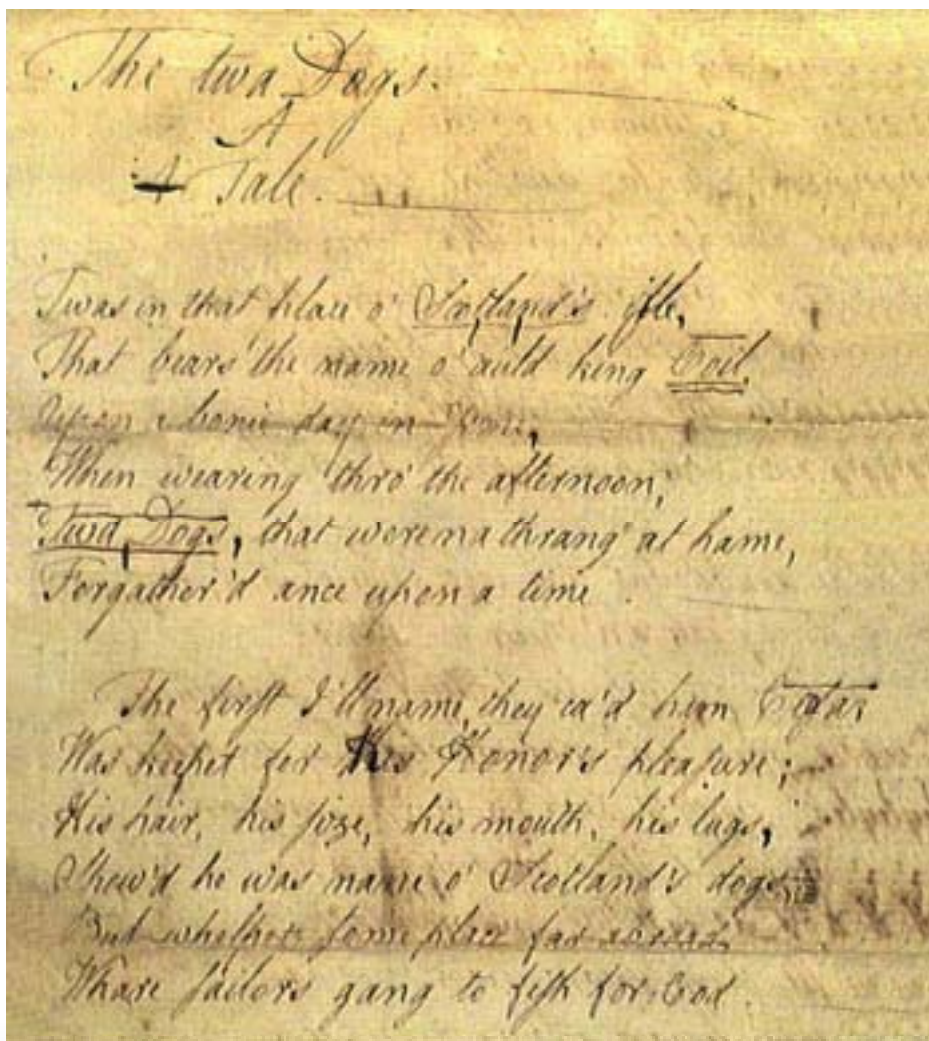 The twa Dogs.
A
A Tale.
Twas in that place o' Scotland's isle,
That bears the name o' auld king Coil,
Upon a bonie day in June,
When wearing thro' the afternoon,
Twa Dogs, that were na thrang at hame,
Forgather'd ance upon a time.
The first I'll name, they ca'd him Cæsar
Was keepet for His Honor's pleasure;
His hair, his size, his mouth, his lugs,
Shew'd he was nane o' Scotland's dogs
But whelpet some place far abroad,
Whare sailors gang to fish for Cod.